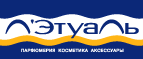 Л'Этуаль
ПАРФЮМЕРИЯ КОСМЕТИКА АКСЕССУАРЫ